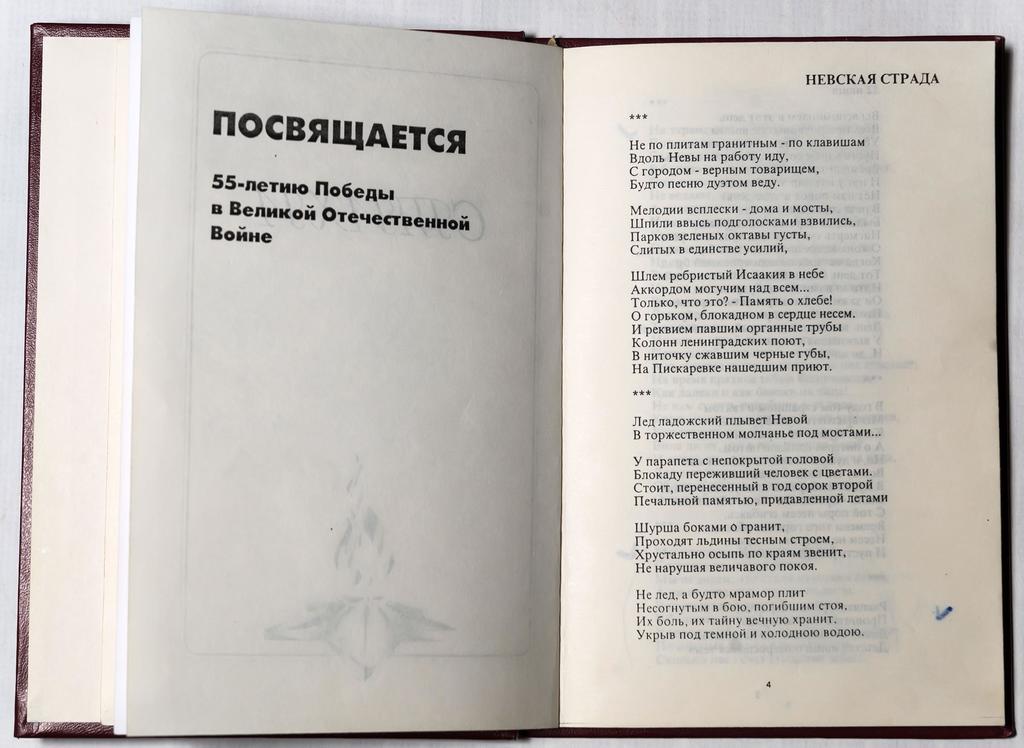 ПОСВЯЩАЕТСЯ
55-летию Победы
в Великой Отечественной
Войне
НЕВСКАЯ СТРАДА
***
Не по плитам гранитным - по клавишам
Вдоль Невы на работу иду,
С городом - верным товарищем,
Будто песню дуэтом веду.
Мелодии всплески - дома и мосты,
Шпили ввысь подголосками взвились,
Парков зеленых октавы густы,
Слитых в единстве усилий,
Шлем ребристый Исаакия в небе
Аккордом могучим над всем...
Только, что это? - Память о хлебе!
О горьком, блокадном в сердце несем.
И реквием павшим органные трубы
Колонн ленинградских поют,
В ниточку сжавшим черные губы,
На Пискаревке нашедшим приют.
***
Лед ладожский плывет Невой
В торжественном молчанье под мостами...
У парапета с непокрытой головой
Блокаду переживший человек с цветами.
Стоит, перенесенный в год сорок второй
Печальной памятью, придавленной летами
Шурша боками о гранит,
Проходят льдины тесным строем,
Хрустально осыпь по краям звенит,
Не нарушая величавого покоя.
Не лед, а будто мрамор плит
Несогнутым в бою, погибшим стоя.
Их боль, их тайну вечную хранит.
Укрыв под темной и холодною водою.
4